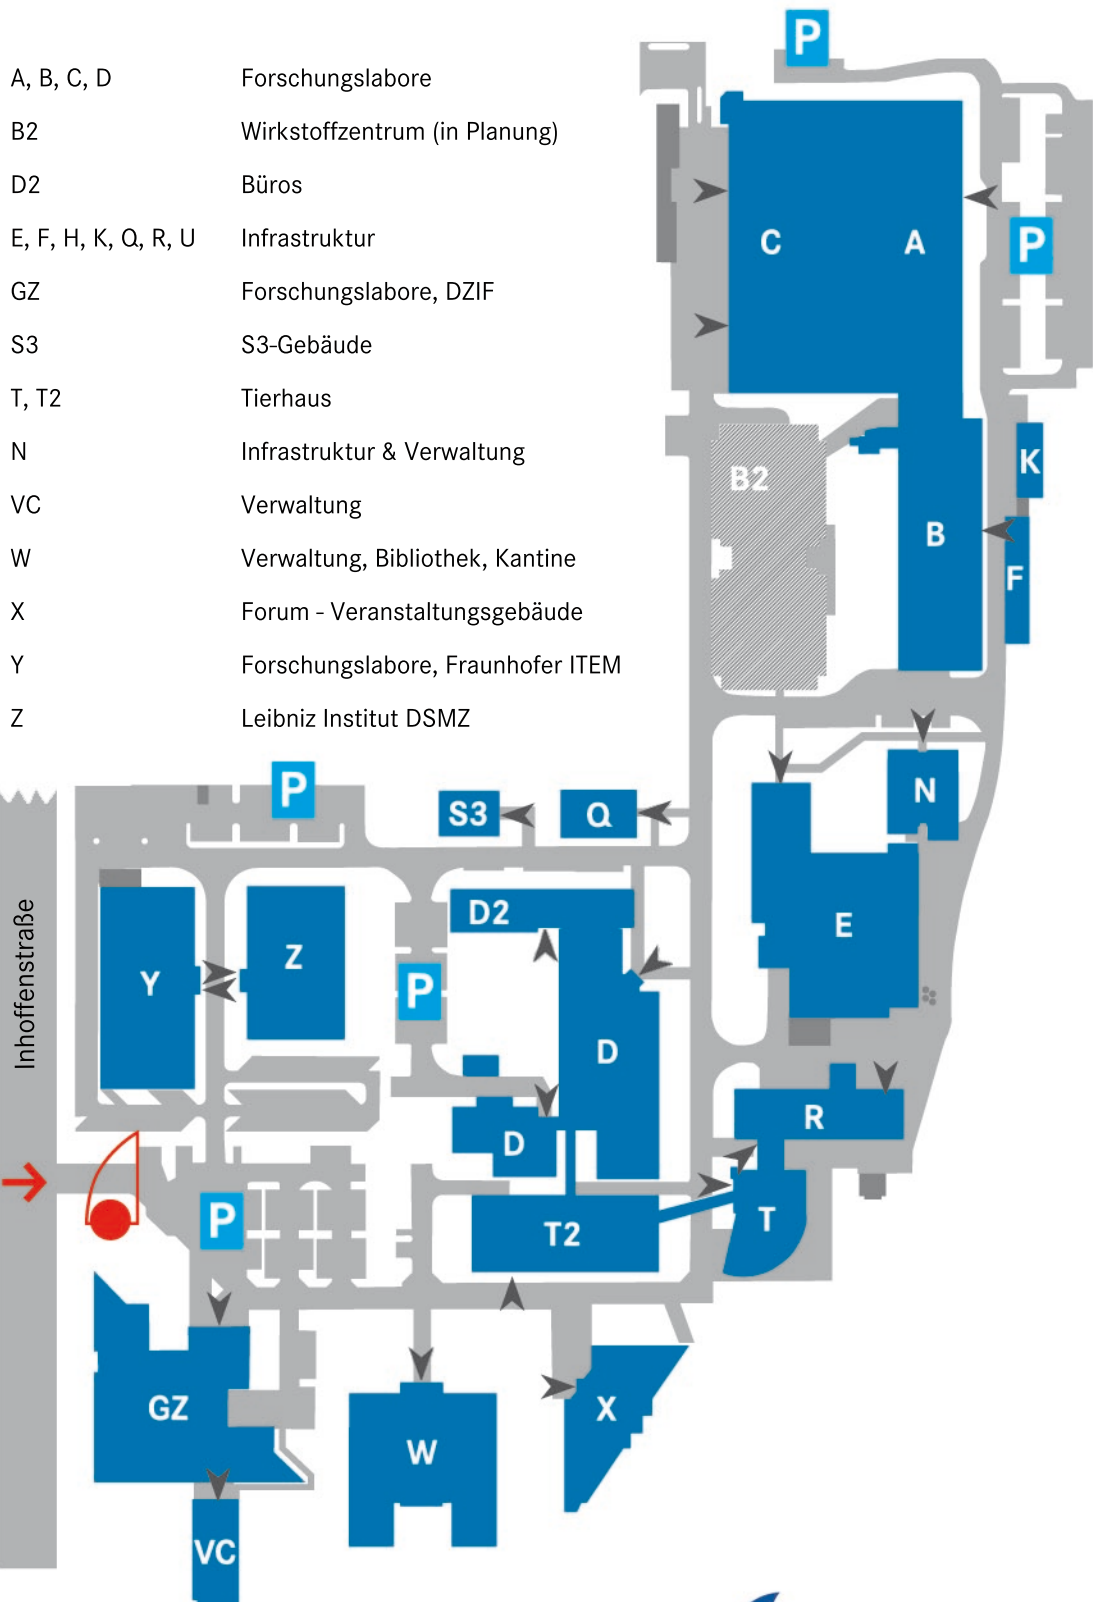 A, B, C, D Forschungslabore
B2 Wirkstoffzentrum (in Planung)
D2 Büros
E, F, H, K, Q, R, U Infrastruktur
GZ Forschungslabore, DZIF
S3 S3-Gebäude
T, T2 Tierhaus
N Infrastruktur & Verwaltung
VC Verwaltung
W Verwaltung, Bibliothek, Kantine
X Forum - Veranstaltungsgebäude
Y Forschungslabore, Fraunhofer ITEM
Z Leibniz Institut DSMZ
P
C A
P
K
B2
B
F
N
P
S3 Q
D2
E
Z
Y
P
Inhoffenstraße
D
R
D
P
T
T2
GZ
X
W
VC